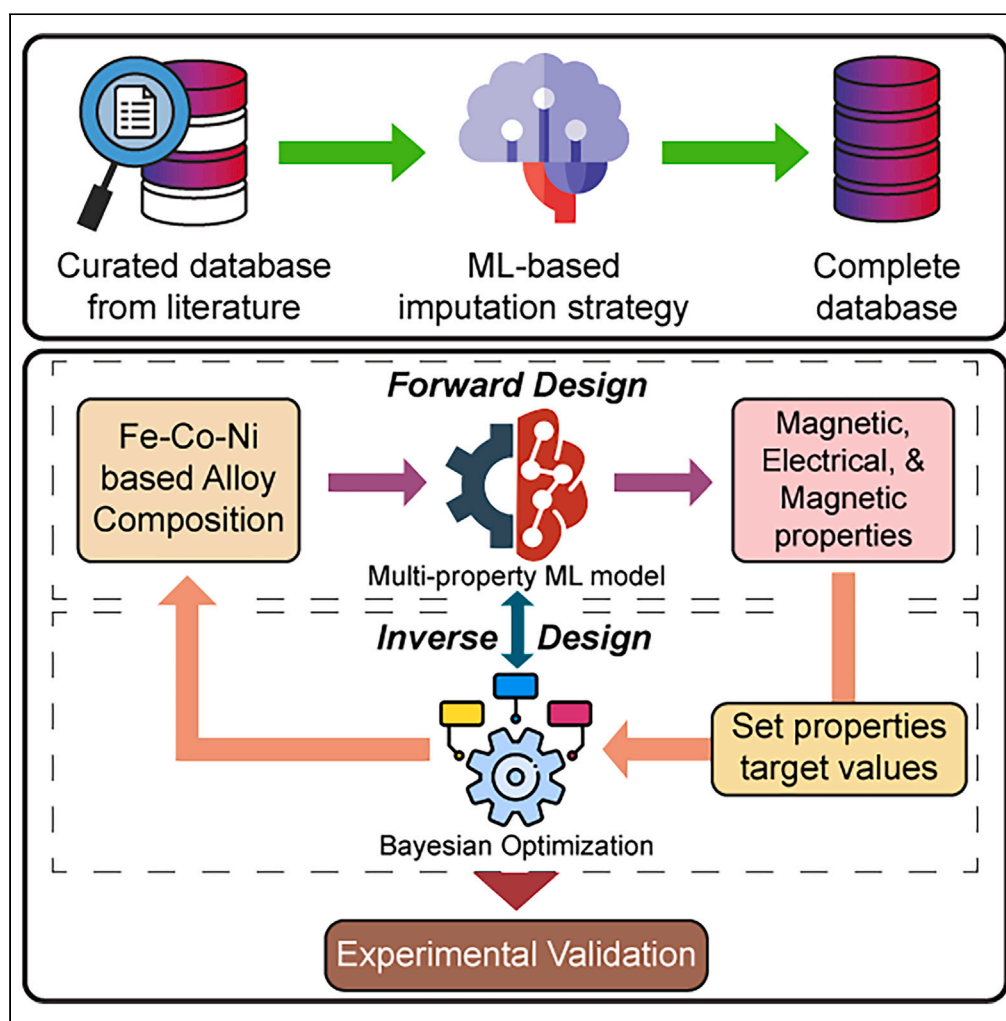 Curated database
from literature
ML-based
imputation strategy
Complete
database
Forward Design
Fe-Co-Ni
based Alloy
Composition
Multi-property ML model
Magnetic,
Electrical, &
Magnetic
properties
Inverse Design
Set properties
target values
Bayesian Optimization
Experimental Validation